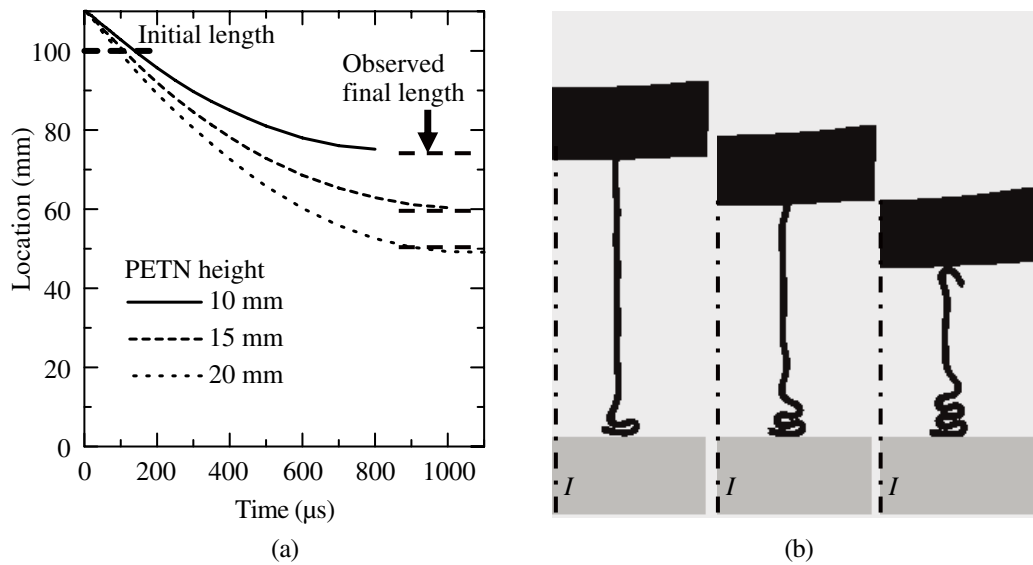 Initial length
Observed
final length
Location (mm)
100
80
60
40
20
0
PETN height
10 mm
15 mm
20 mm
0 200 400 600 800 1000
Time (µs)
(a)
I I I
(b)